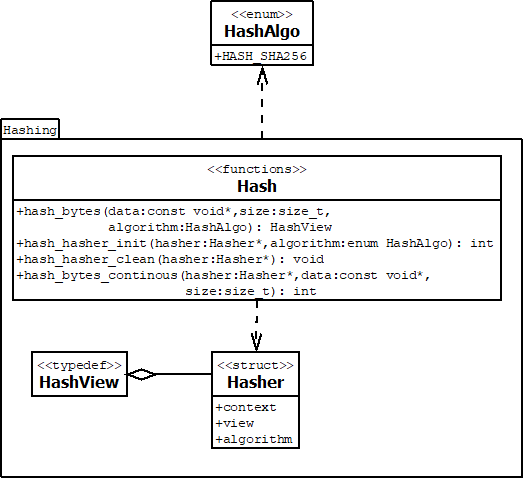 <<enum>>
HashAlgo
+HASH_SHA256
Hashing
<<functions>>
Hash
+hash_bytes(data:const void*,size:size_t,
algorithm:HashAlgo): HashView
+hash_hasher_init(hasher:Hasher*,algorithm:enum HashAlgo): int
+hash_hasher_clean(hasher:Hasher*): void
+hash_bytes_continous(hasher:Hasher*,data:const void*,
size:size_t): int
<<typedef>>
HashView
<<struct>>
Hasher
+context
+view
+algorithm